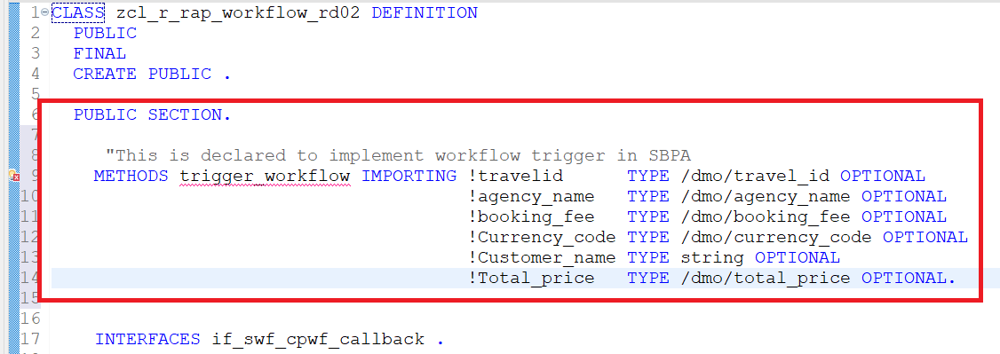 1 CLASS zcl_r_rap_workflow_rd02 DEFINITION
2 PUBLIC
3 FINAL
4 CREATE PUBLIC .
5
6 PUBLIC SECTION.
7
8 "This is declared to implement workflow trigger in SBPA
9 METHODS trigger_workflow IMPORTING !travelid TYPE /dmo/travel_id OPTIONAL
10 !agency_name TYPE /dmo/agency_name OPTIONAL
11 !booking_fee TYPE /dmo/booking_fee OPTIONAL
12 !Currency_code TYPE /dmo/currency_code OPTIONAL
13 !Customer_name TYPE string OPTIONAL
14 !Total_price TYPE /dmo/total_price OPTIONAL.
15
16
17 INTERFACES if_swf_cpwf_callback .